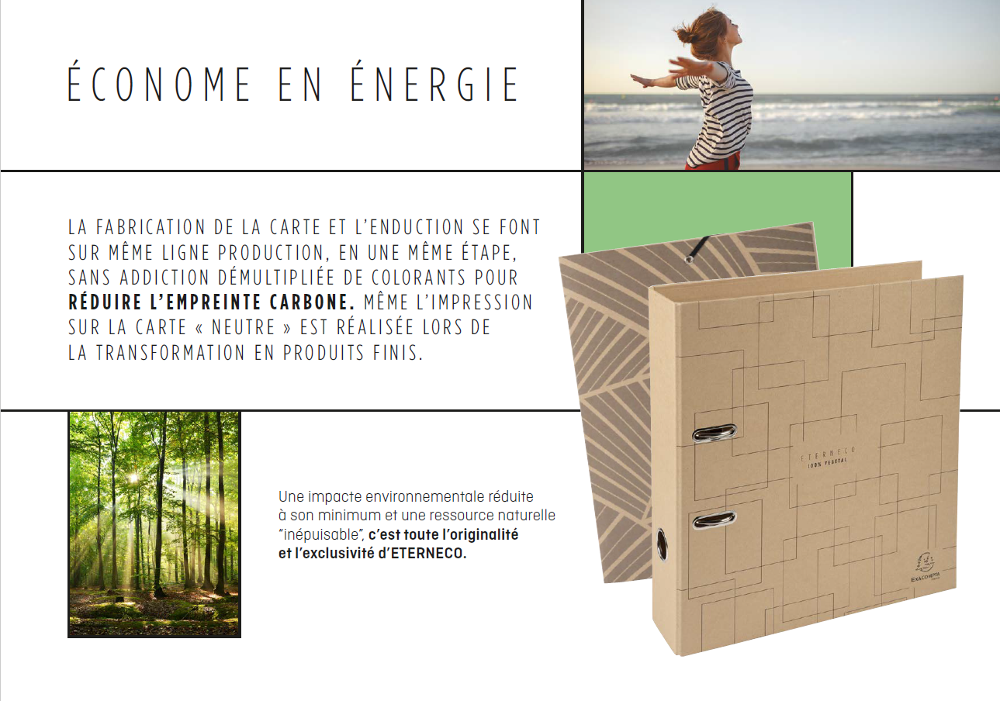 ÉCONOME EN ÉNERGIE
LA FABRICATION DE LA CARTE ET L’ENDUCTION SE FONT
SUR MÊME LIGNE PRODUCTION, EN UNE MÊME ÉTAPE,
SANS ADDICTION DÉMULTIPLIÉE DE COLORANTS POUR
RÉDUIRE L’EMPREINTE CARBONE. MÊME L’IMPRESSION
SUR LA CARTE « NEUTRE » EST RÉALISÉE LORS DE
LA TRANSFORMATION EN PRODUITS FINIS.
Une impacte environnementale réduite
à son minimum et une ressource naturelle
“inépuisable”, c’est toute l’originalité
et l’exclusivité d’ETERNECO.
ETERNECO
100% VEGETAL
EXACOMPTA